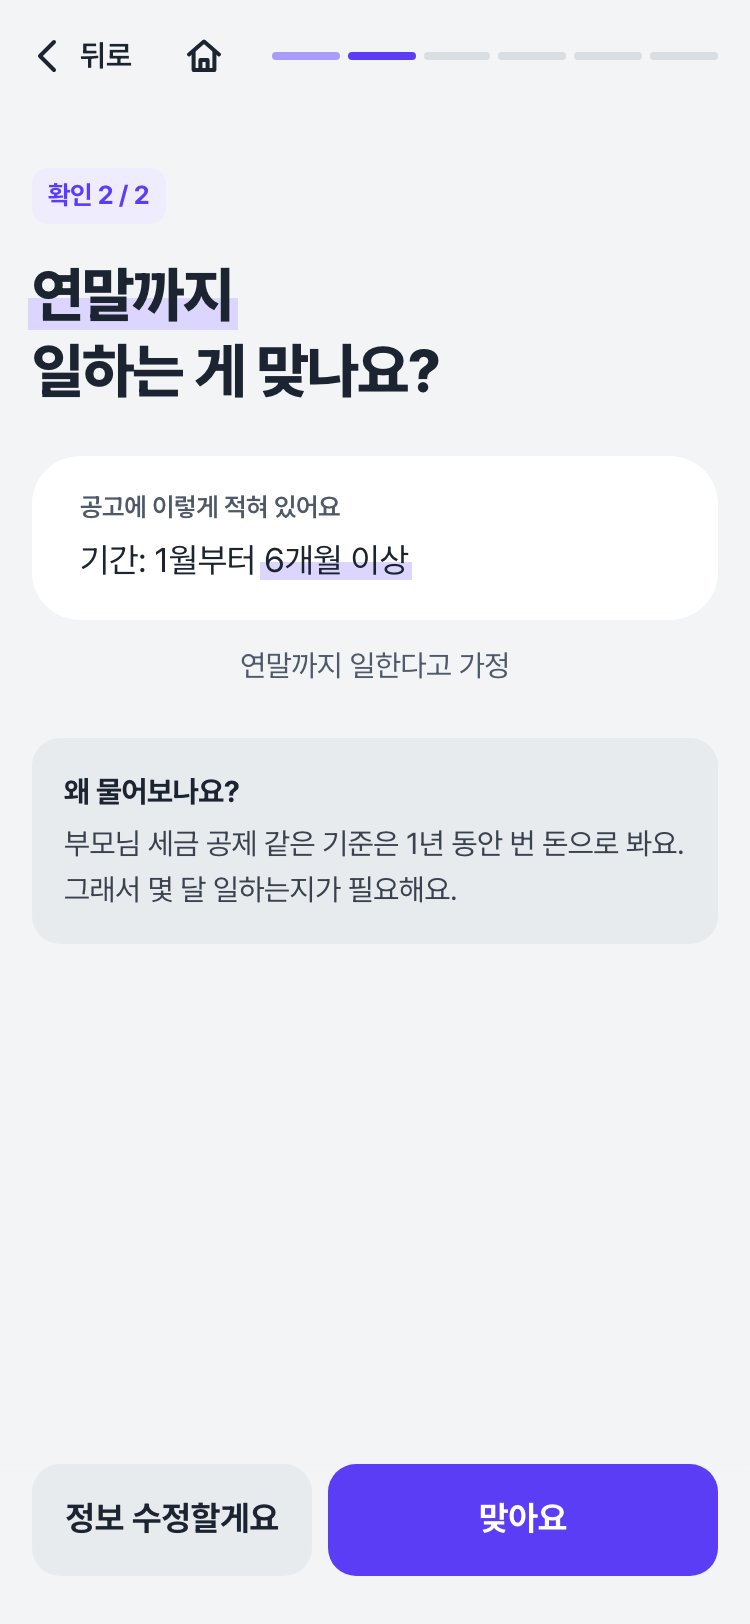 뒤로
확인 2 / 2
연말까지
일하는 게 맞나요?
공고에 이렇게 적혀 있어요
기간: 1월부터 6개월 이상
연말까지 일한다고 가정
왜 물어보나요?
부모님 세금 공제 같은 기준은 1년 동안 번 돈으로 봐요.
그래서 몇 달 일하는지가 필요해요.
정보 수정할게요
맞아요